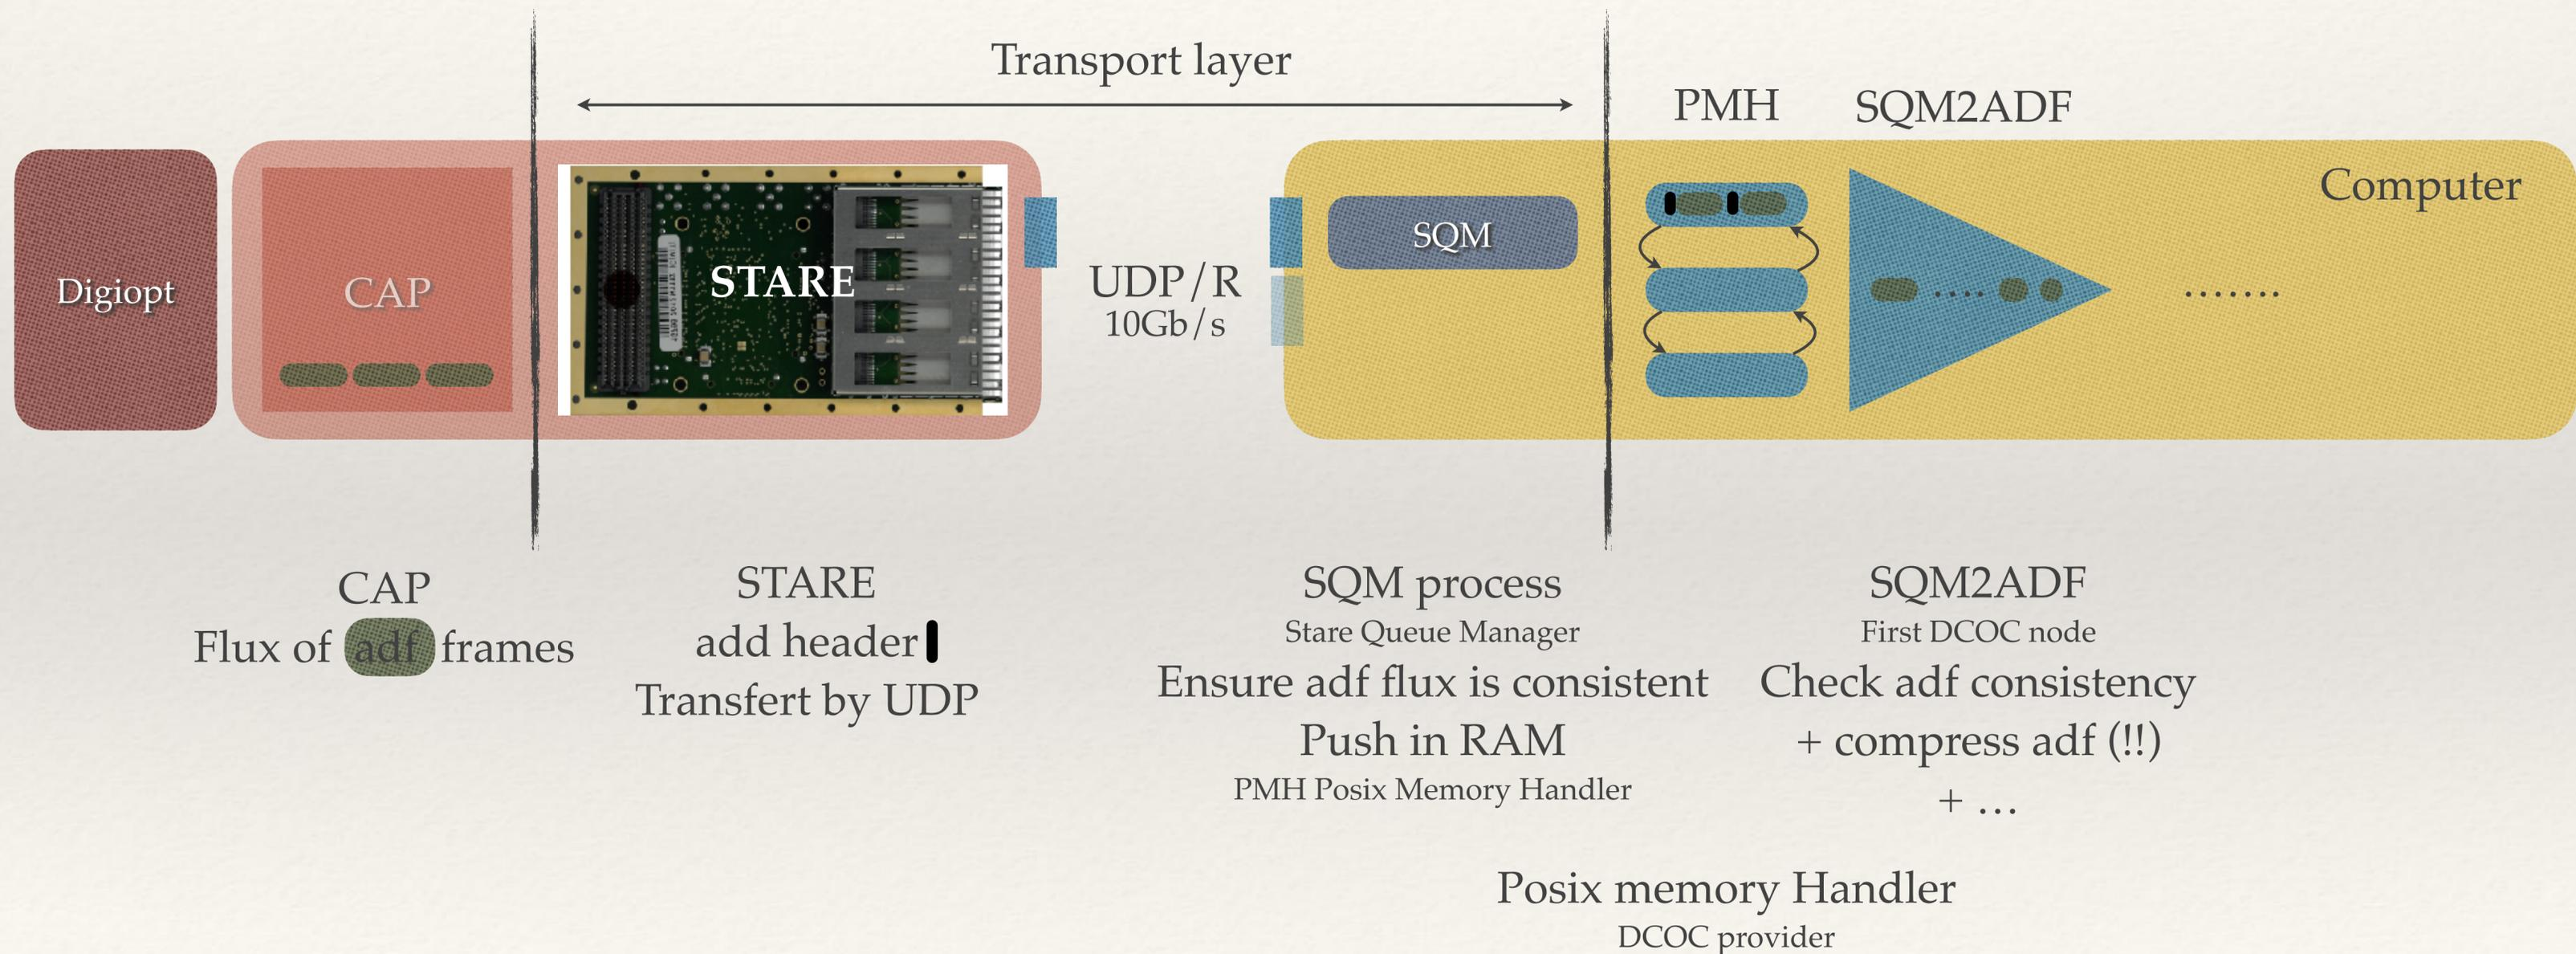 Transport layer
PMH
SQM2ADF
Computer
Digiopt
CAP
STARE
UDP/R
10Gb/s
SQM
.......
CAP
Flux of adf frames
STARE
add header
Transfert by UDP
SQM process
Stare Queue Manager
Ensure adf flux is consistent
Push in RAM
PMH Posix Memory Handler
SQM2ADF
First DCOC node
Check adf consistency
+ compress adf (!!)
+ …
Posix memory Handler
DCOC provider